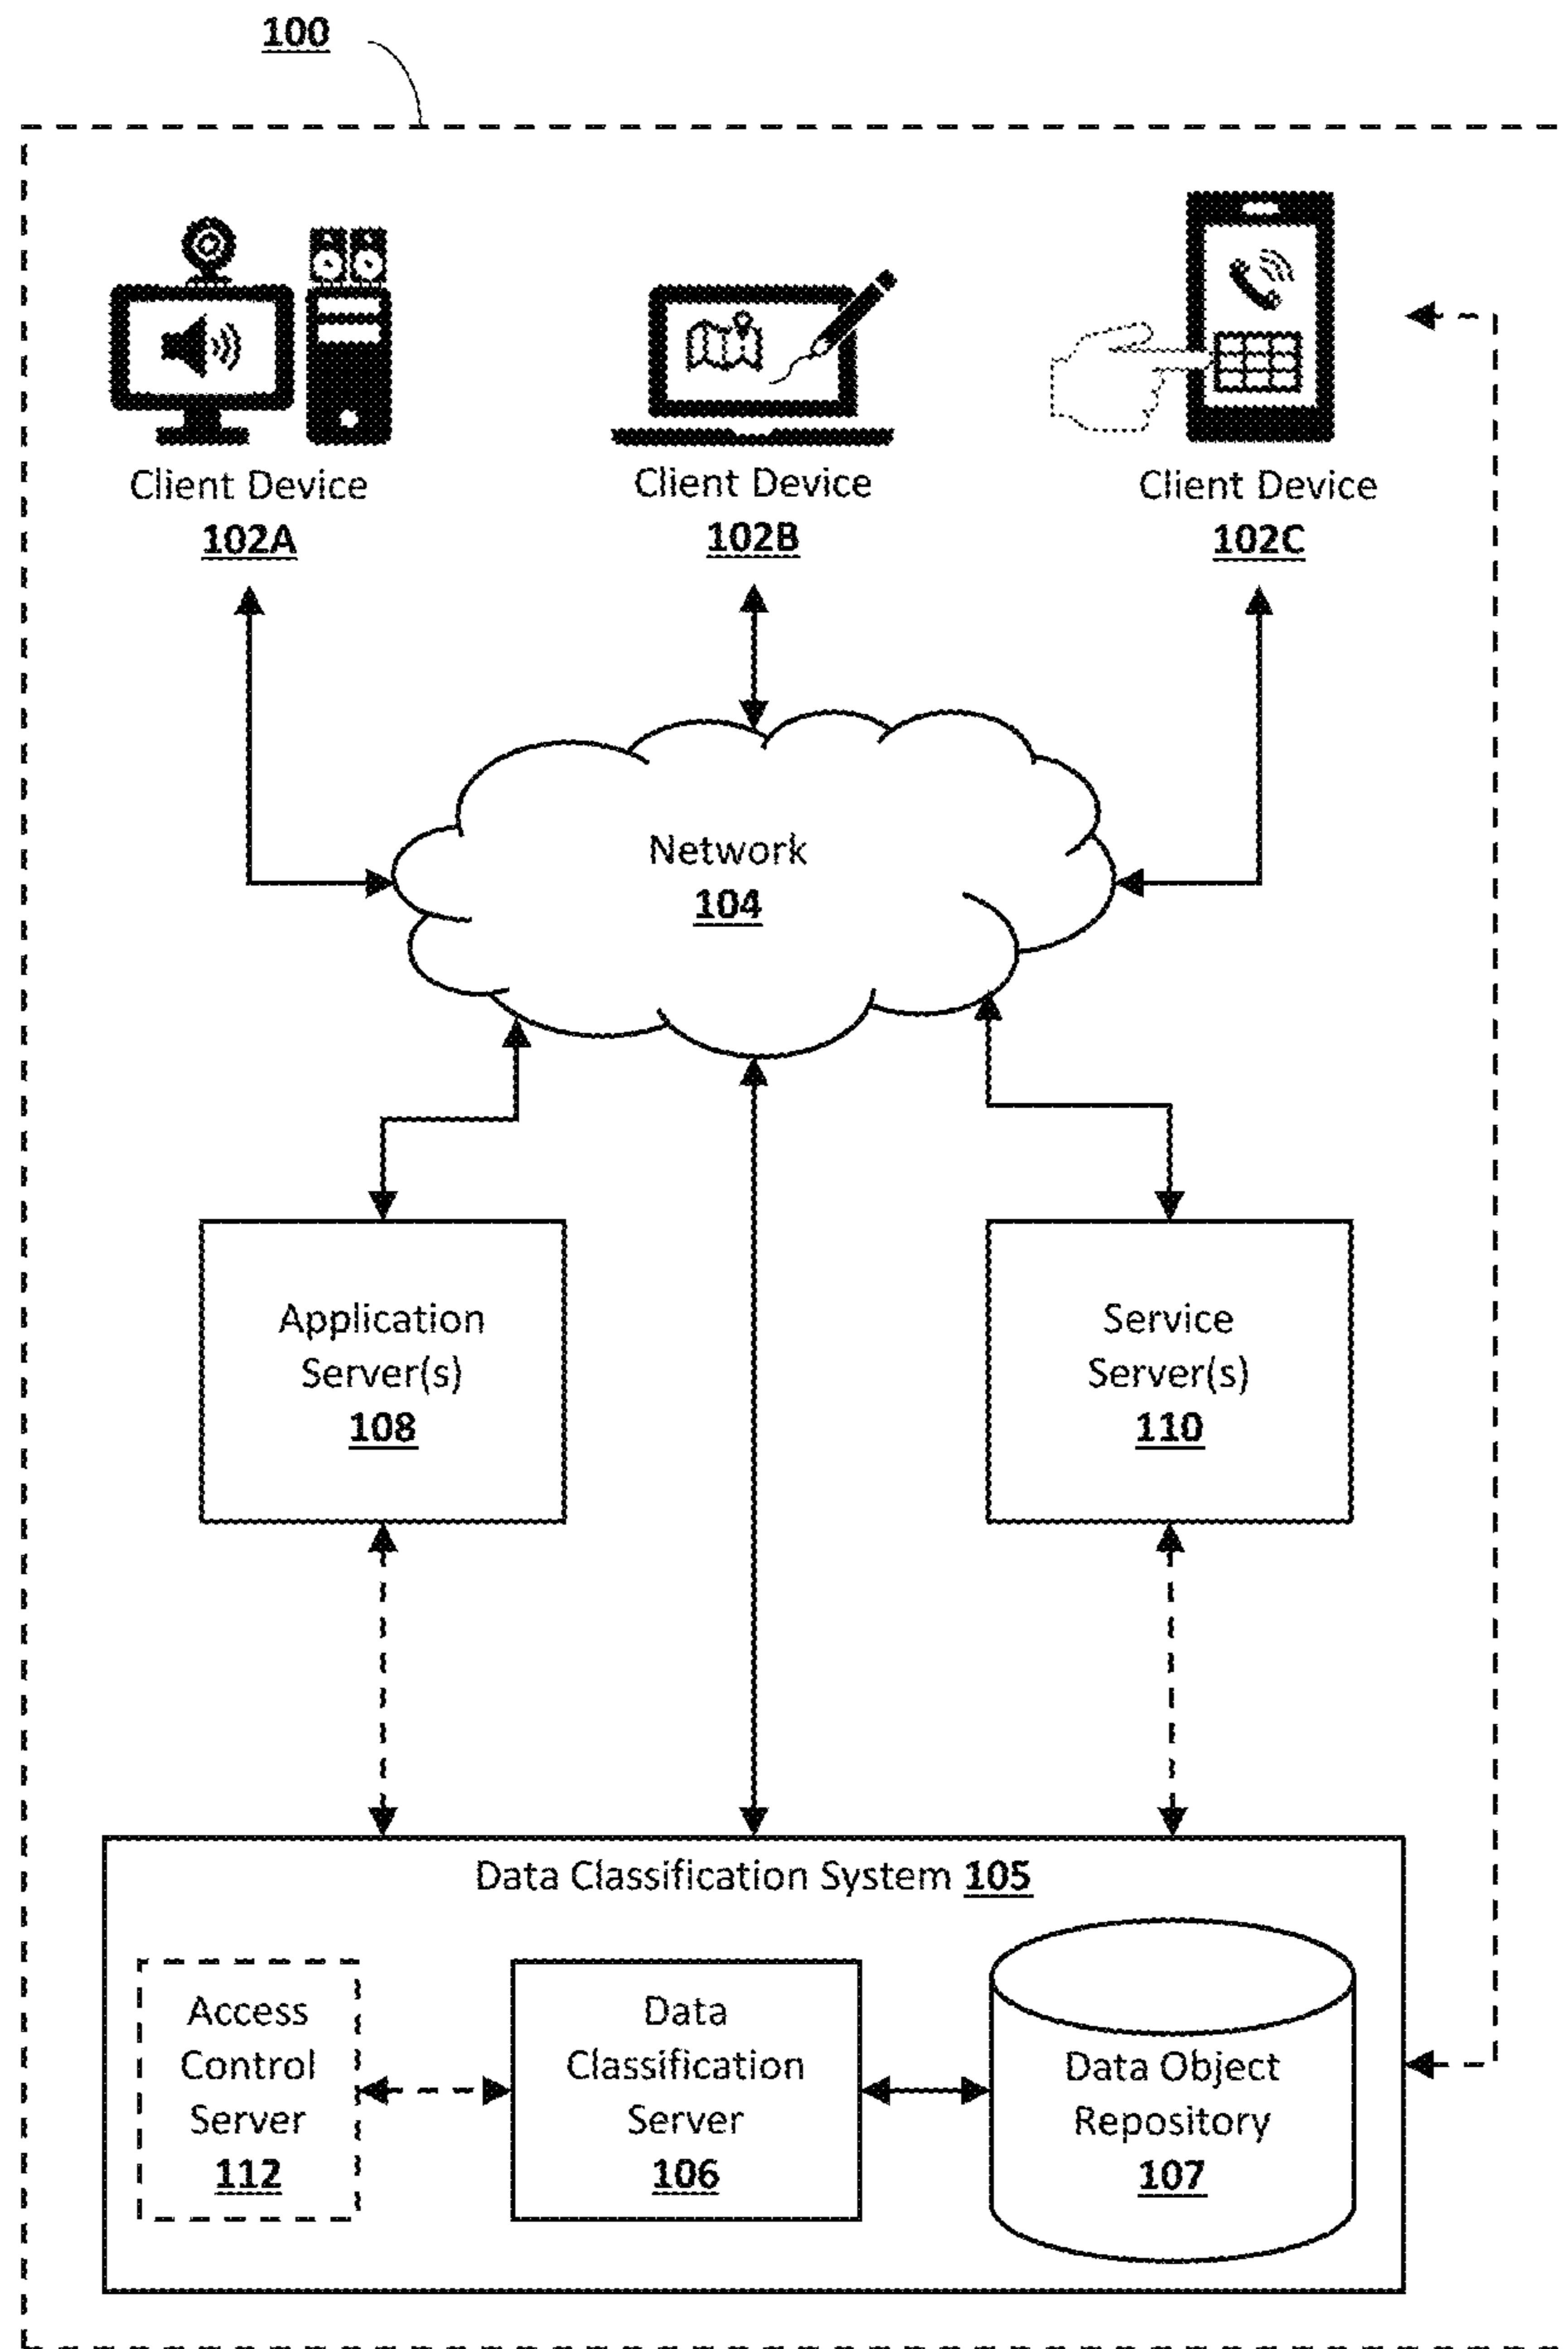 100
Client Device
102A
Client Device
102B
Client Device
102C
Network
104
Application
Server(s)
108
Service
Server(s)
110
Data Classification System 105
Access
Control
Server
112
Data
Classification
Server
106
Data Object
Repository
107